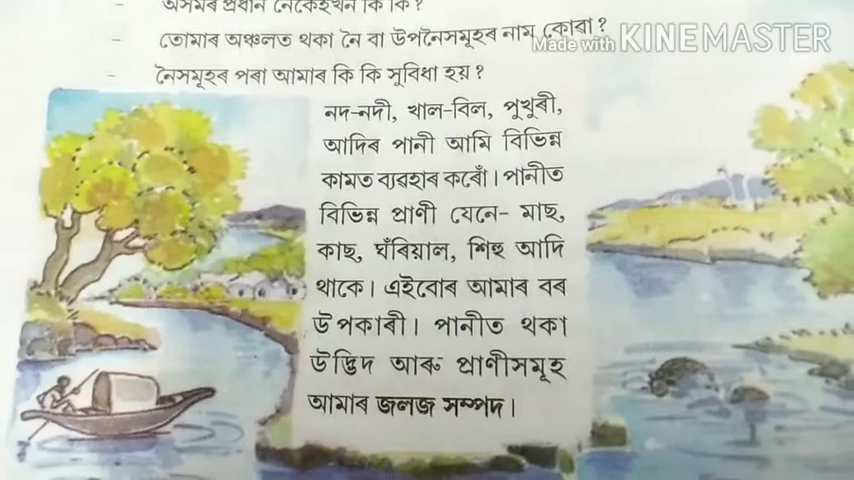 অসমৰ প্ৰধান নৈকেইখন কি কি?
- তোমাৰ অঞ্চলত থকা নৈ বা উপনৈসমূহৰ নাম কোৱা?
Made with KINEMASTER
- নৈসমূহৰ পৰা আমাৰ কি কি সুবিধা হয়?
নদ-নদী, খাল-বিল, পুখুৰী,
আদিৰ পানী আমি বিভিন্ন
কামত ব্যৱহাৰ কৰোঁ। পানীত
বিভিন্ন প্ৰাণী যেনে- মাছ,
কাছ, ঘঁৰিয়াল, শিহু আদি
থাকে। এইবোৰ আমাৰ বৰ
উপকাৰী। পানীত থকা
উদ্ভিদ আৰু প্ৰাণীসমূহ
আমাৰ জলজ সম্পদ।